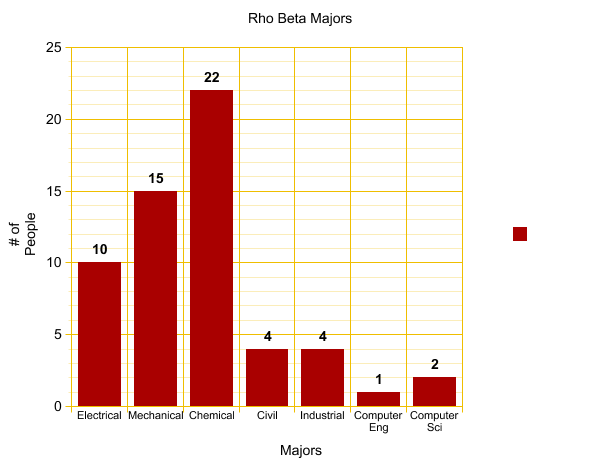 Rho Beta Majors
25
20
15
10
5
0
# of
People
10
15
22
4
4
1
2
Electrical
Mechanical
Chemical
Civil
Industrial
Computer
Eng
Computer
Sci
Majors